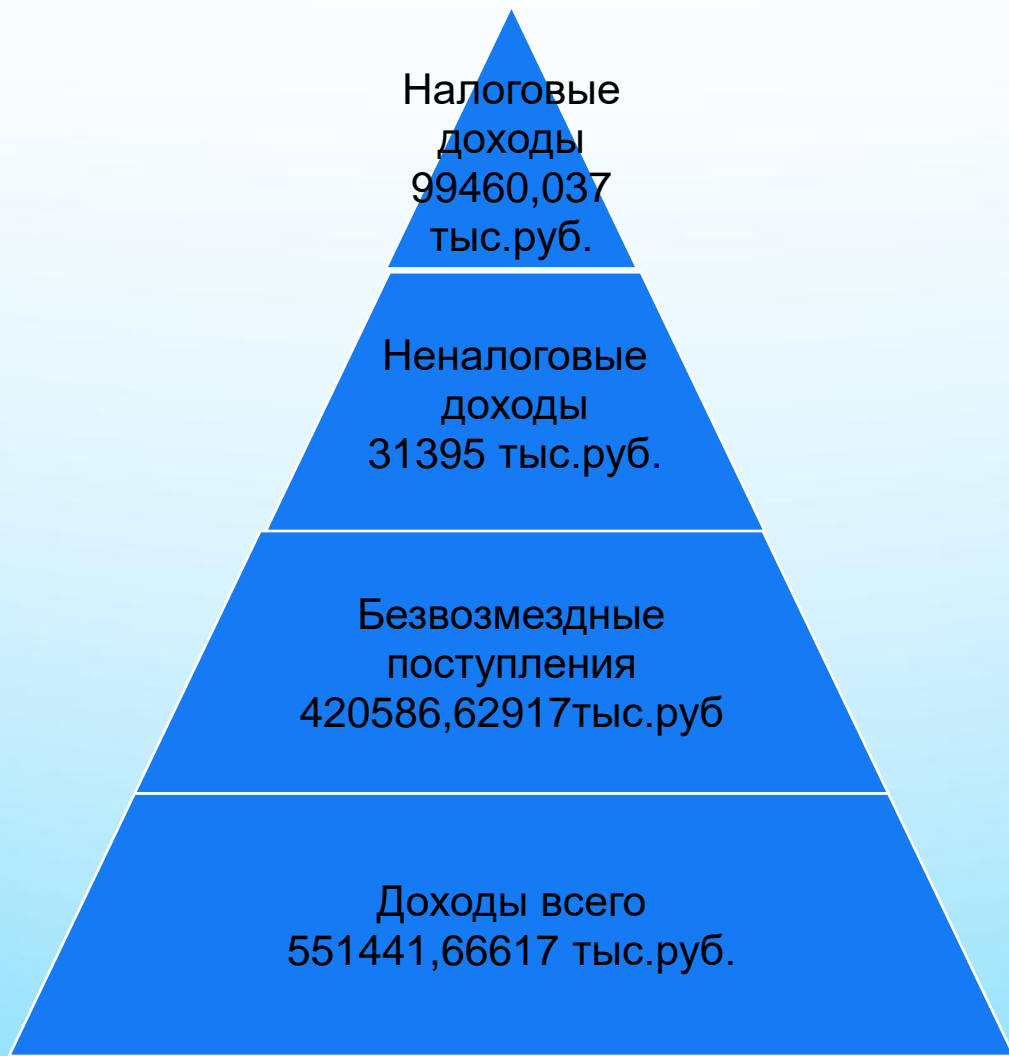 Налоговые
доходы
99460,037
тыс.руб.
Неналоговые
доходы
31395 тыс.руб.
Безвозмездные
поступления
420586,62917тыс.руб
Доходы всего
551441,66617 тыс.руб.